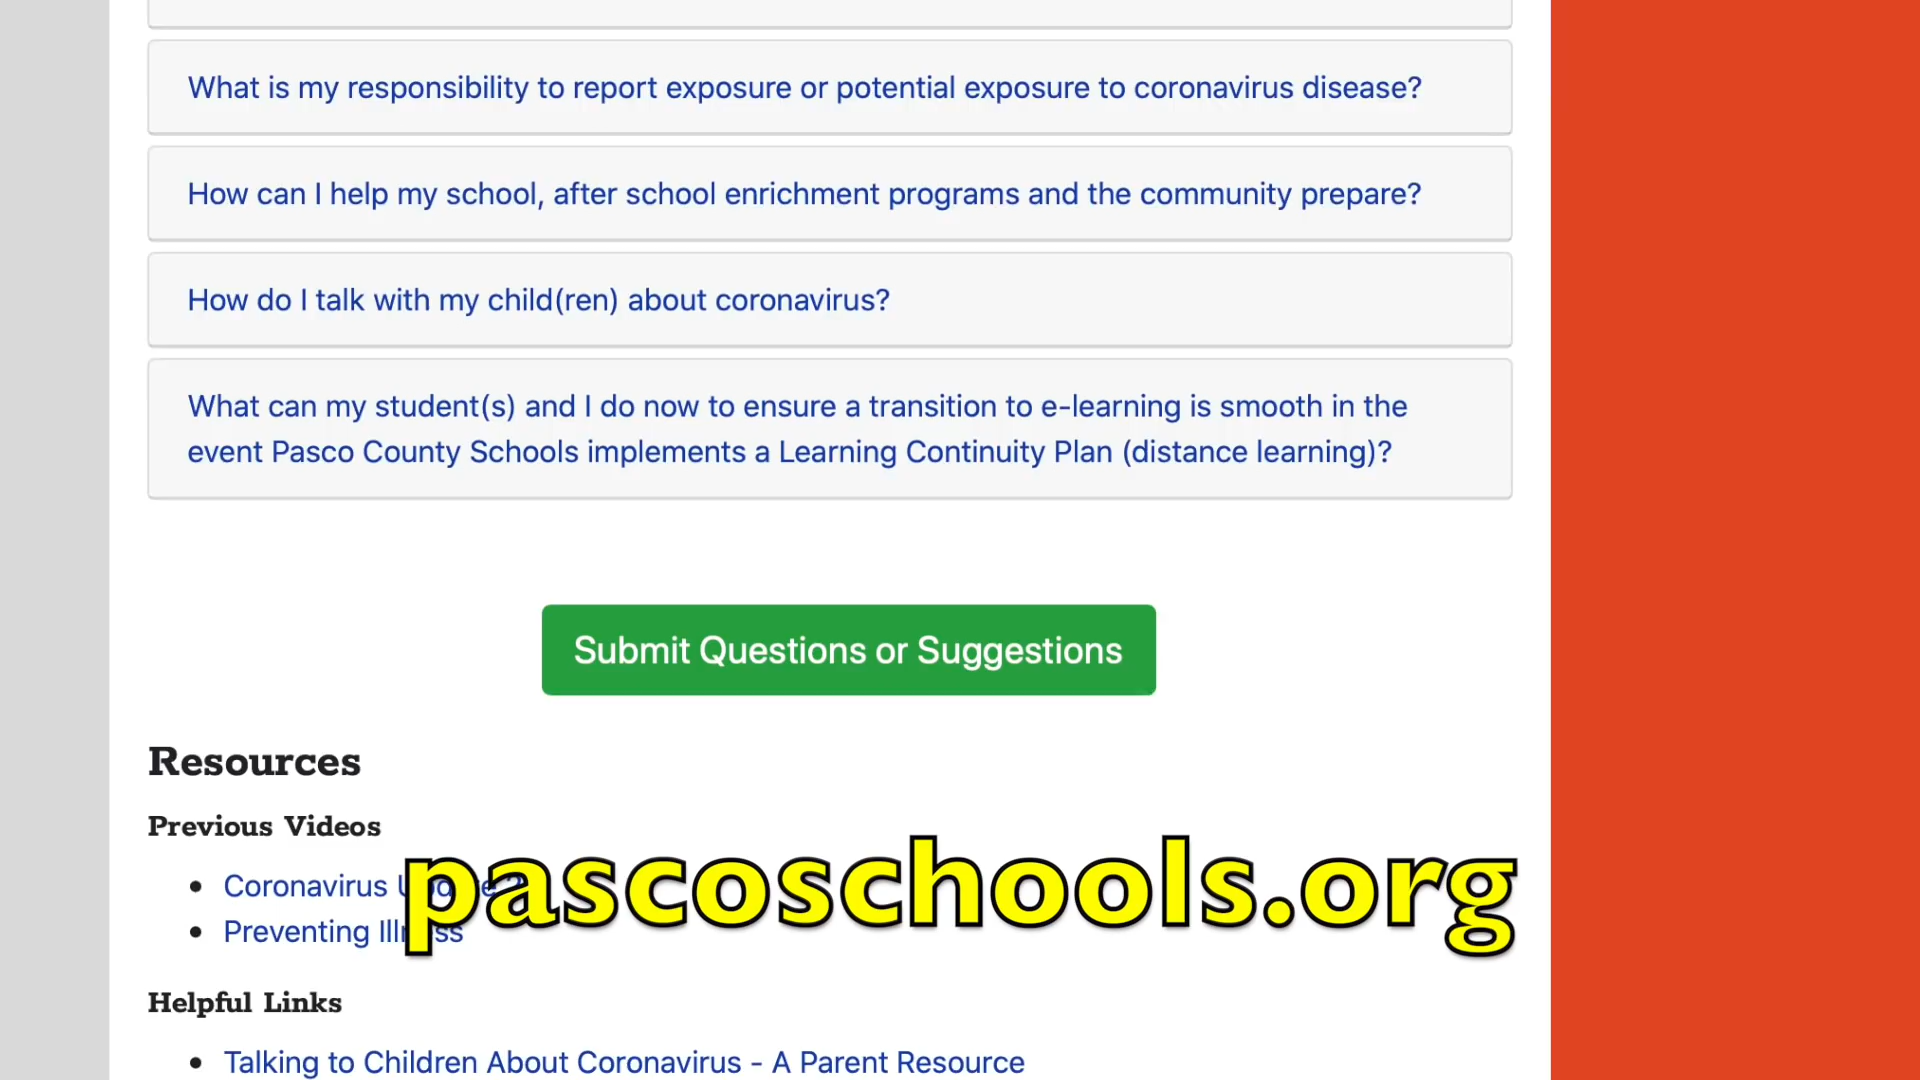 What is my responsibility to report exposure or potential exposure to coronavirus disease?
How can I help my school, after school enrichment programs and the community prepare?
How do I talk with my child(ren) about coronavirus?
What can my student(s) and I do now to ensure a transition to e-learning is smooth in the
event Pasco County Schools implements a Learning Continuity Plan (distance learning)?
Submit Questions or Suggestions
Resources
Previous Videos
Coronavirus
Preventing
pascoschools.org
Helpful Links
Talking to Children About Coronavirus - A Parent Resource